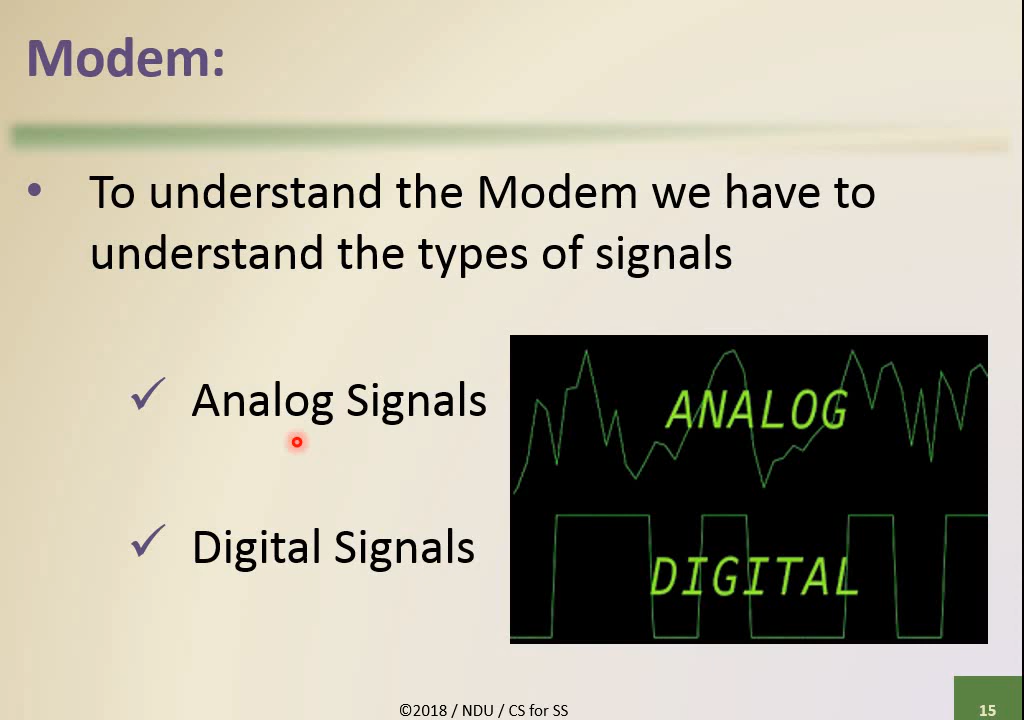 Modem:
• To understand the Modem we have to
understand the types of signals
✓ Analog Signals
ANALOG
✓ Digital Signals
DIGITAL
©2018 / NDU / CS for SS
15